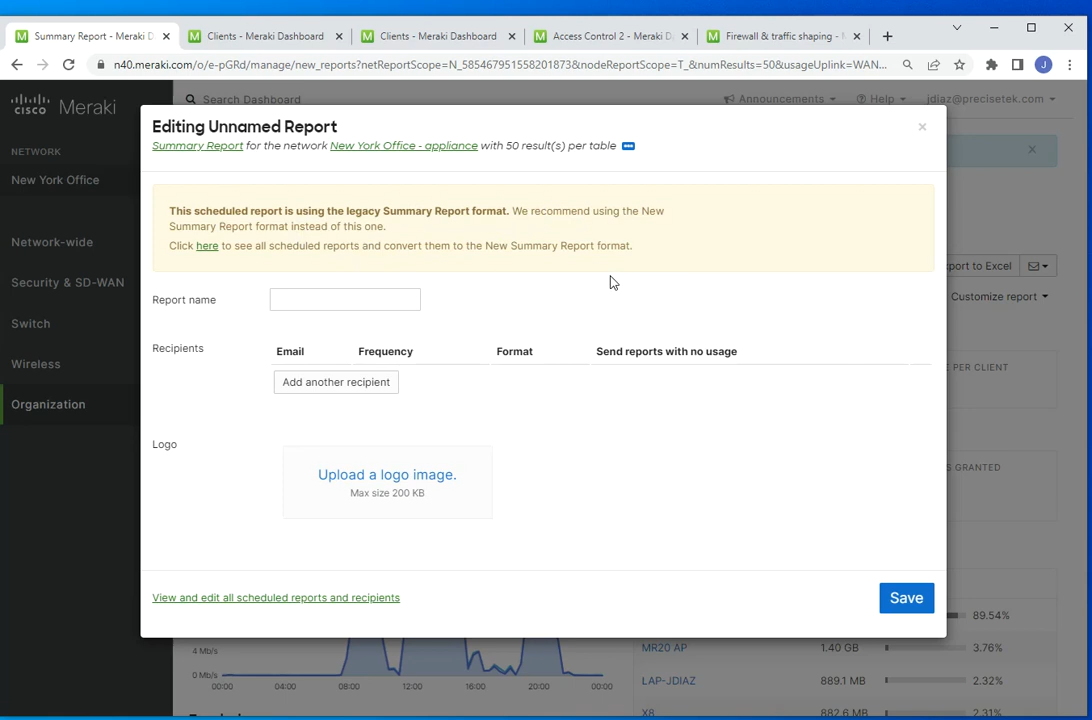 Summary Report - Meraki D
Clients - Meraki Dashboard
Clients - Meraki Dashboard
Access Control 2 - Meraki D
Firewall & traffic shaping -
n40.meraki.com/o/e-pGRd/manage/new_reports?netReportScope=N_585467951558201873&nodeReportScope=T_&numResults=50&usageUplink=WAN...
J
cisco Meraki
Search Dashboard
Announcements
Help
jdiaz@precisetek.com
NETWORK
New York Office
Network-wide
Security & SD-WAN
Switch
Wireless
Organization
Editing Unnamed Report
Summary Report for the network New York Office - appliance with 50 result(s) per table
This scheduled report is using the legacy Summary Report format. We recommend using the New
Summary Report format instead of this one.
Click here to see all scheduled reports and convert them to the New Summary Report format.
port to Excel
Customize report
Report name
Recipients
Email Frequency Format Send reports with no usage
Add another recipient
E PER CLIENT
Logo
Upload a logo image.
Max size 200 KB
S GRANTED
View and edit all scheduled reports and recipients
Save
89.54%
4 Mb/s
0 Mb/s
00:00 04:00 08:00 12:00 16:00 20:00 00:00
MR20 AP 1.40 GB 3.76%
LAP-JDIAZ 889.1 MB 2.32%
X8 882.6 MB 2.31%